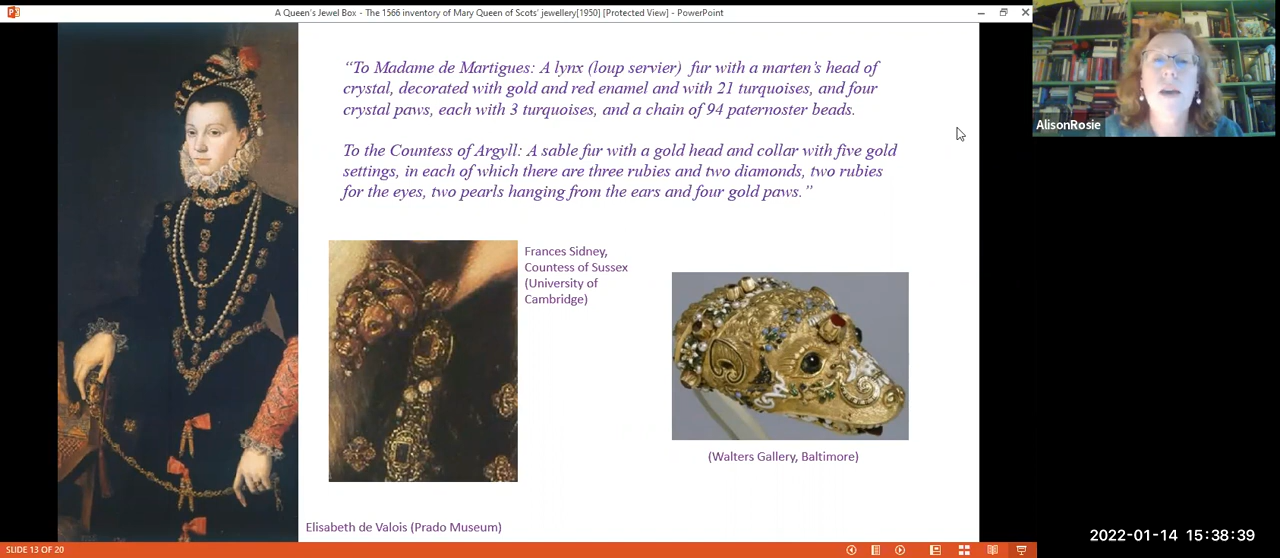 A Queen's Jewel Box - The 1566 inventory of Mary Queen of Scots' jewellery[1950] [Protected View] - PowerPoint
“To Madame de Martigues: A lynx (loup servier)  fur with a marten's head of
crystal, decorated with gold and red enamel and with 21 turquoises, and four
crystal paws, each with 3 turquoises, and a chain of 94 paternoster beads.
To the Countess of Argyll: A sable fur with a gold head and collar with five gold
settings, in each of which there are three rubies and two diamonds, two rubies
for the eyes, two pearls hanging from the ears and four gold paws.”
Frances Sidney,
Countess of Sussex
(University of
Cambridge)
(Walters Gallery, Baltimore)
Elisabeth de Valois (Prado Museum)
AlisonRosie
SLIDE 13 OF 20
2022-01-14 15:38:39